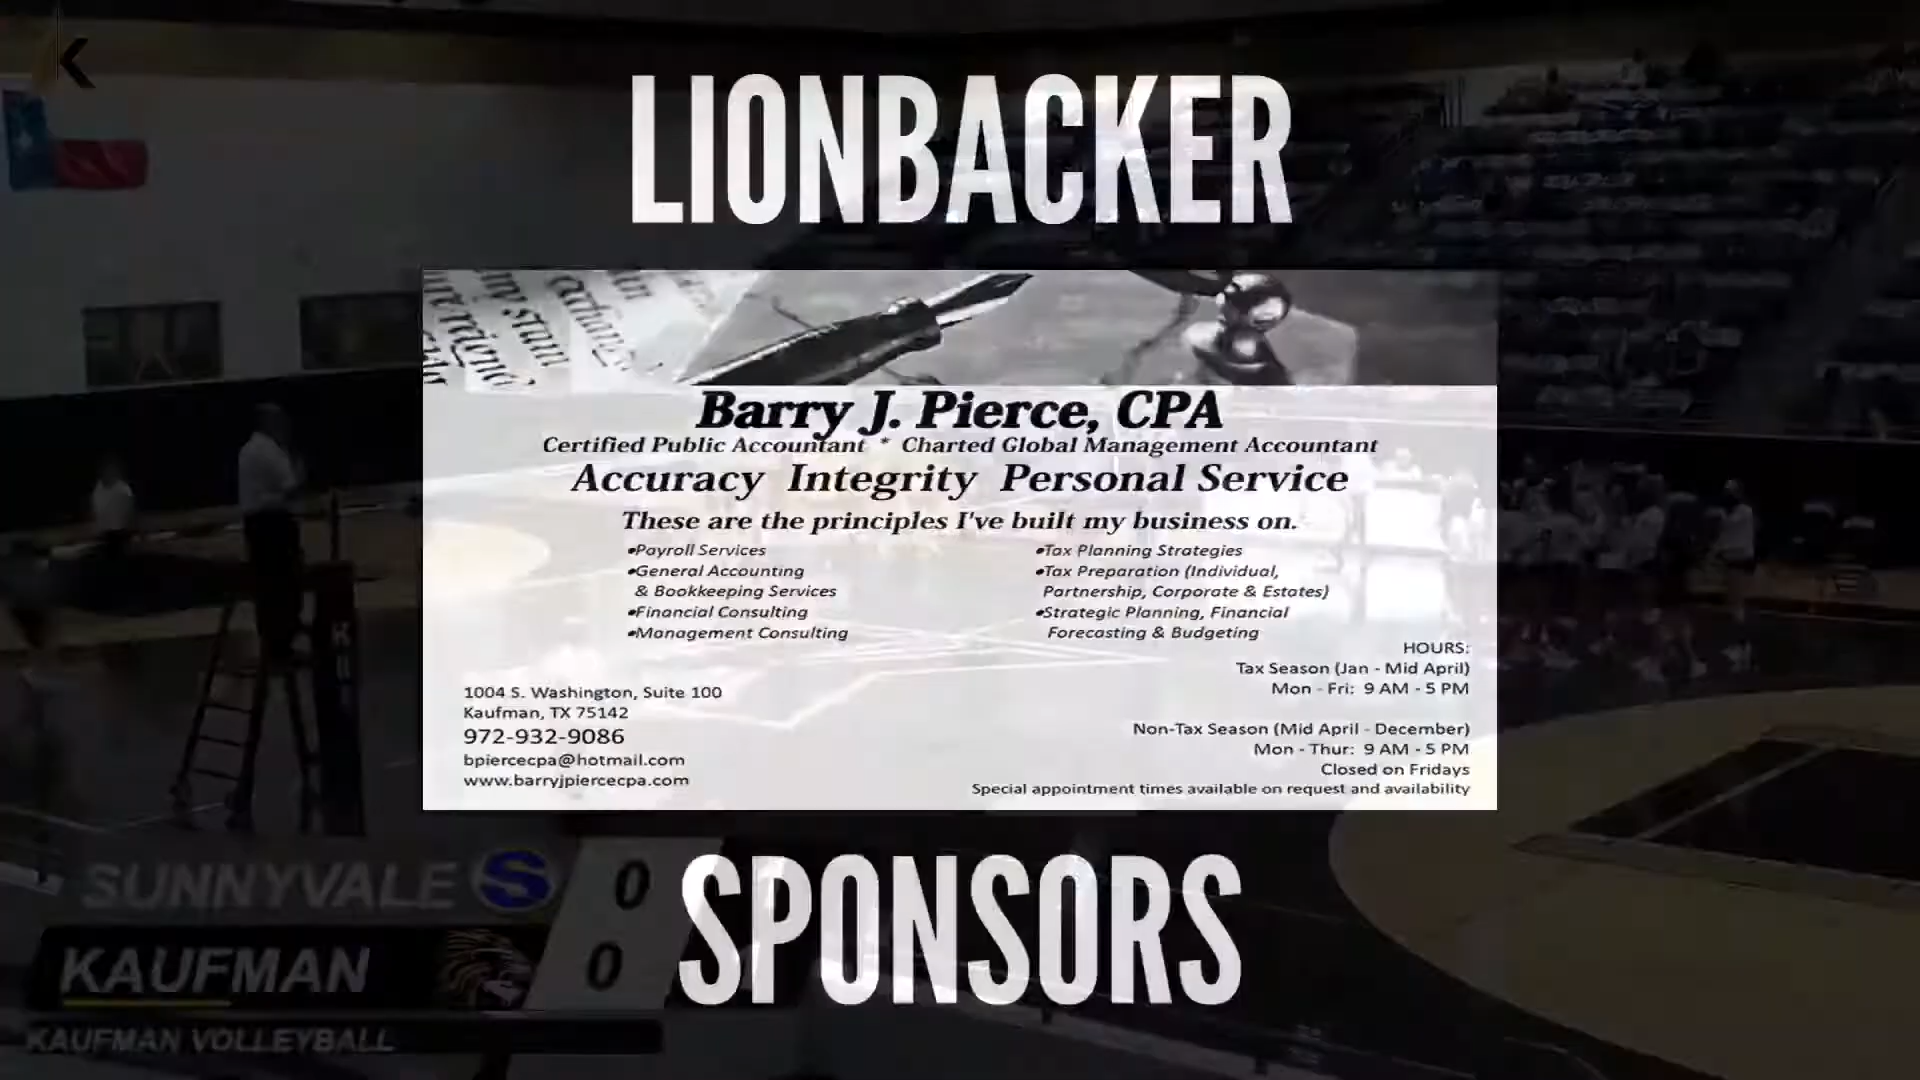 LIONBACKER
Barry J. Pierce, CPA
Certified Public Accountant * Charted Global Management Accountant
Accuracy Integrity Personal Service
These are the principles I've built my business on.
•Payroll Services
•General Accounting
& Bookkeeping Services
•Financial Consulting
•Management Consulting
•Tax Planning Strategies
•Tax Preparation (Individual,
Partnership, Corporate & Estates)
•Strategic Planning, Financial
Forecasting & Budgeting
HOURS:
Tax Season (Jan - Mid April)
Mon - Fri: 9 AM - 5 PM
Non-Tax Season (Mid April - December)
Mon - Thur: 9 AM - 5 PM
Closed on Fridays
Special appointment times available on request and availability
1004 S. Washington, Suite 100
Kaufman, TX 75142
972-932-9086
bpiercecpa@hotmail.com
www.barryjpiercecpa.com
SPONSORS
SUNNYVALE S 0
KAUFMAN 0
KAUFMAN VOLLEYBALL